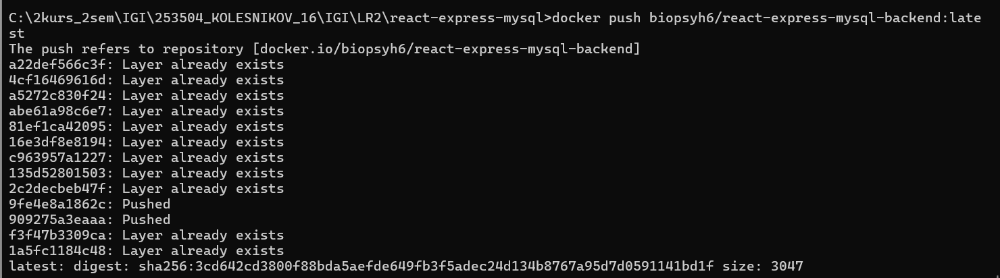 C:\2kurs_2sem\IGI\253504_KOLESNIKOV_16\IGI\LR2\react-express-mysql>docker push biopsyh6/react-express-mysql-backend:late
st
The push refers to repository [docker.io/biopsyh6/react-express-mysql-backend]
a22def566c3f: Layer already exists
4cf16469616d: Layer already exists
a5272c830f24: Layer already exists
abe61a98c6e7: Layer already exists
81ef1ca42095: Layer already exists
16e3df8e8194: Layer already exists
c963957a1227: Layer already exists
135d52801503: Layer already exists
2c2decbeb47f: Layer already exists
9fe4e8a1862c: Pushed
909275a3eaaa: Pushed
f3f47b3309ca: Layer already exists
1a5fc1184c48: Layer already exists
latest: digest: sha256:3cd642cd3800f88bda5aefde649fb3f5adec24d134b8767a95d7d0591141bd1f size: 3047